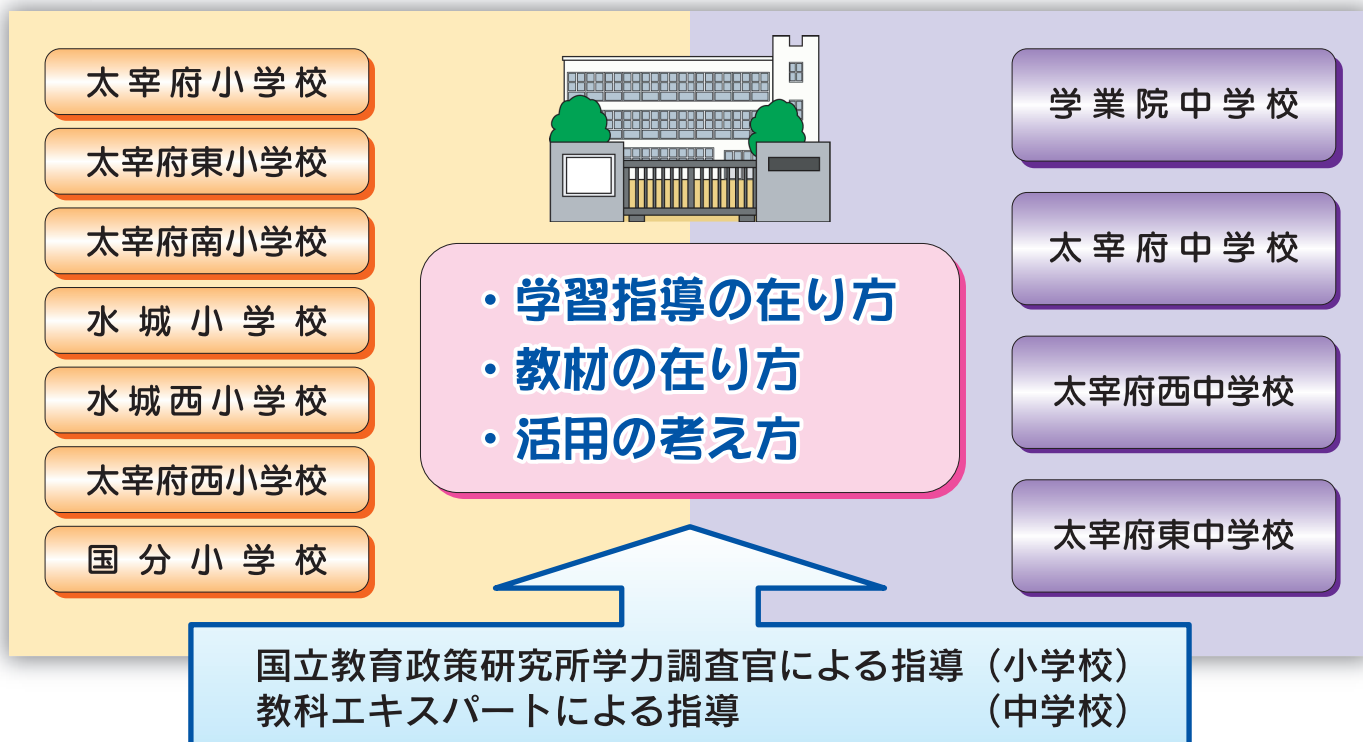 太宰府小学校
太宰府東小学校
太宰府南小学校
水城小学校
水城西小学校
太宰府西小学校
国分小学校
・学習指導の在り方
・教材の在り方
・活用の考え方
学業院中学校
太宰府中学校
太宰府西中学校
太宰府東中学校
国立教育政策研究所学力調査官による指導（小学校）
教科エキスパートによる指導（中学校）